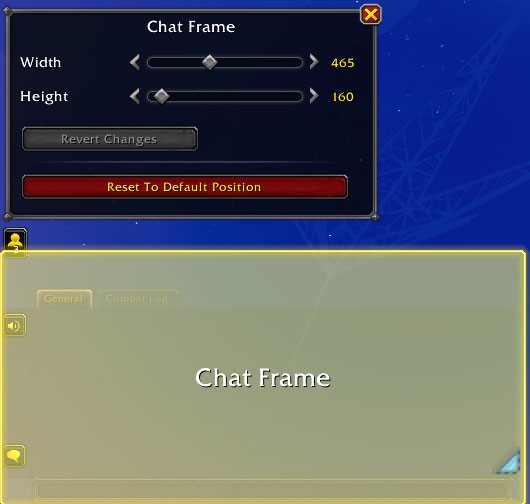 Chat Frame
Width 465
Height 160
Revert Changes
Reset To Default Position
General Combat Log
Chat Frame